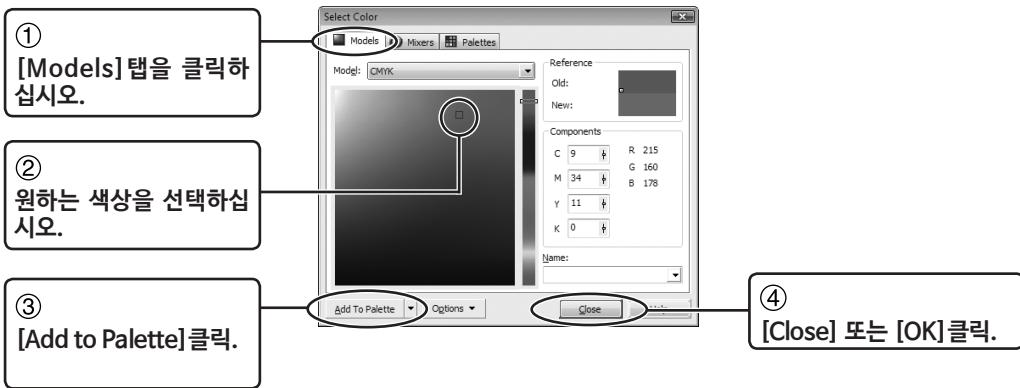 ①
[Models]탭을 클릭하
십시오.
②
원하는 색상을 선택하십
시오.
③
[Add to Palette]클릭.
Select Color
Models
Mixers
Palettes
Model: CMYK
Reference
Old:
New:
Components
C 9 R 215
G 160
M 34 B 178
Y 11
K 0
Name:
Add To Palette Options Close
④
[Close] 또는 [OK]클릭.